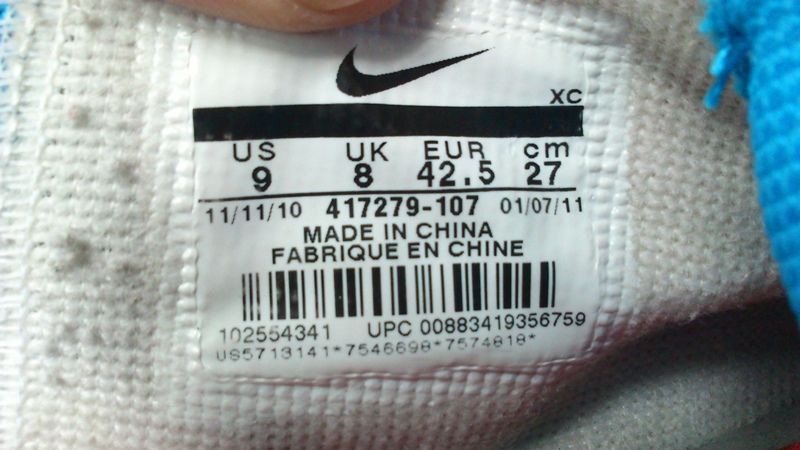 XC
US UK EUR cm
9 8 42.5 27
11/11/10 417279-107 01/07/11
MADE IN CHINA
FABRIQUE EN CHINE
102554341 UPC 00883419356759
US5713141*7546698*7574818*